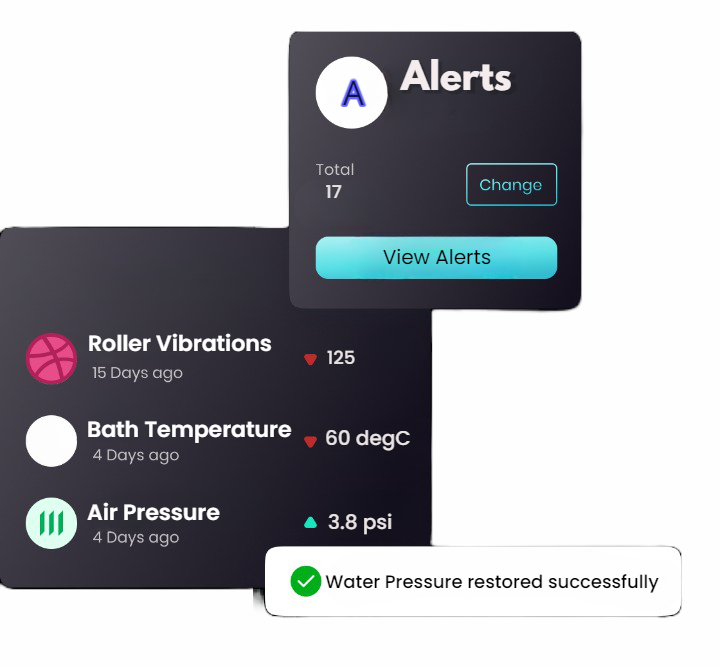 A
Alerts
Total
17
Change
View Alerts
Roller Vibrations
125
15 Days ago
Bath Temperature
60 degC
4 Days ago
Air Pressure
3.8 psi
4 Days ago
Water Pressure restored successfully